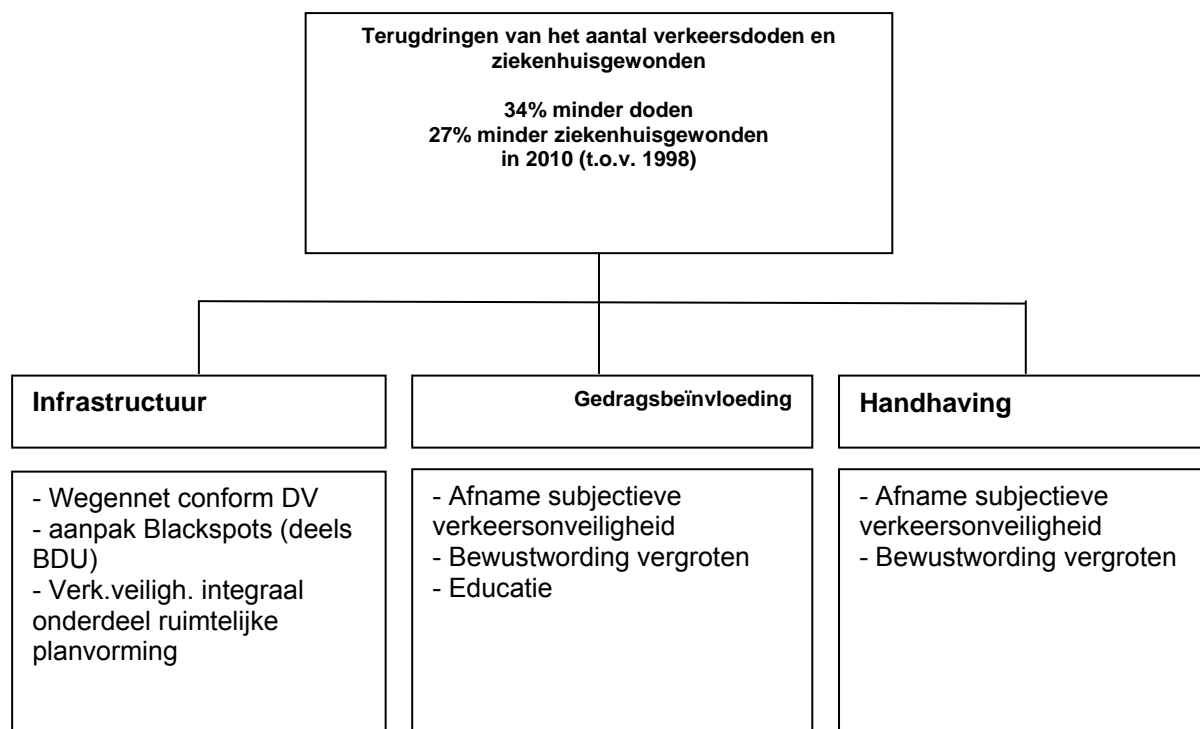 Terugdringen van het aantal verkeersdoden en
ziekenhuisgewonden
34% minder doden
27% minder ziekenhuisgewonden
in 2010 (t.o.v. 1998)
Infrastructuur
- Wegennet conform DV
- aanpak Blackspots (deels
BDU)
- Verk.veiligh. integraal
onderdeel ruimtelijke
planvorming
Gedragsbeïnvloeding
- Afname subjectieve
verkeersonveiligheid
- Bewustwording vergroten
- Educatie
Handhaving
- Afname subjectieve
verkeersonveiligheid
- Bewustwording vergroten